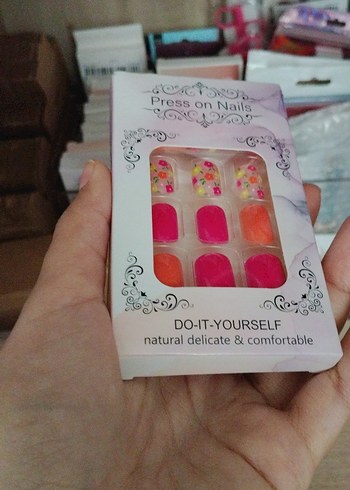 Press on Nails
DO-IT-YOURSELF
natural delicate & comfortable